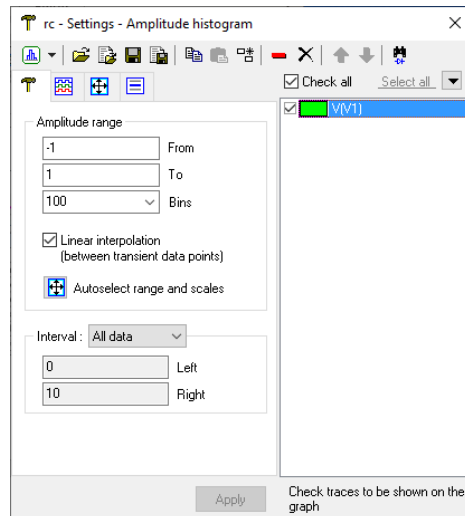 rc - Settings - Amplitude histogram
Check all
Select all
V(V1)
Amplitude range
-1 From
1 To
100 Bins
Linear interpolation
(between transient data points)
Autoselect range and scales
Interval : All data
0 Left
10 Right
Apply
Check traces to be shown on the
graph